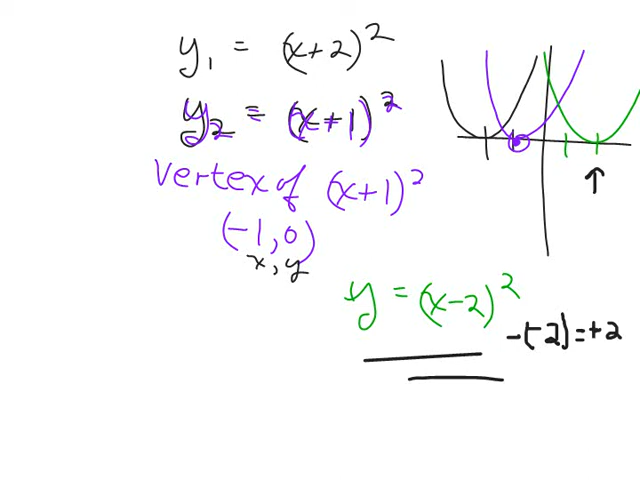 y₁ = (x+2)²
y₂ = (x+1)²
vertex of (x+1)²
(-1,0)
x, y
y = (x-2)²
-(-2)=+2